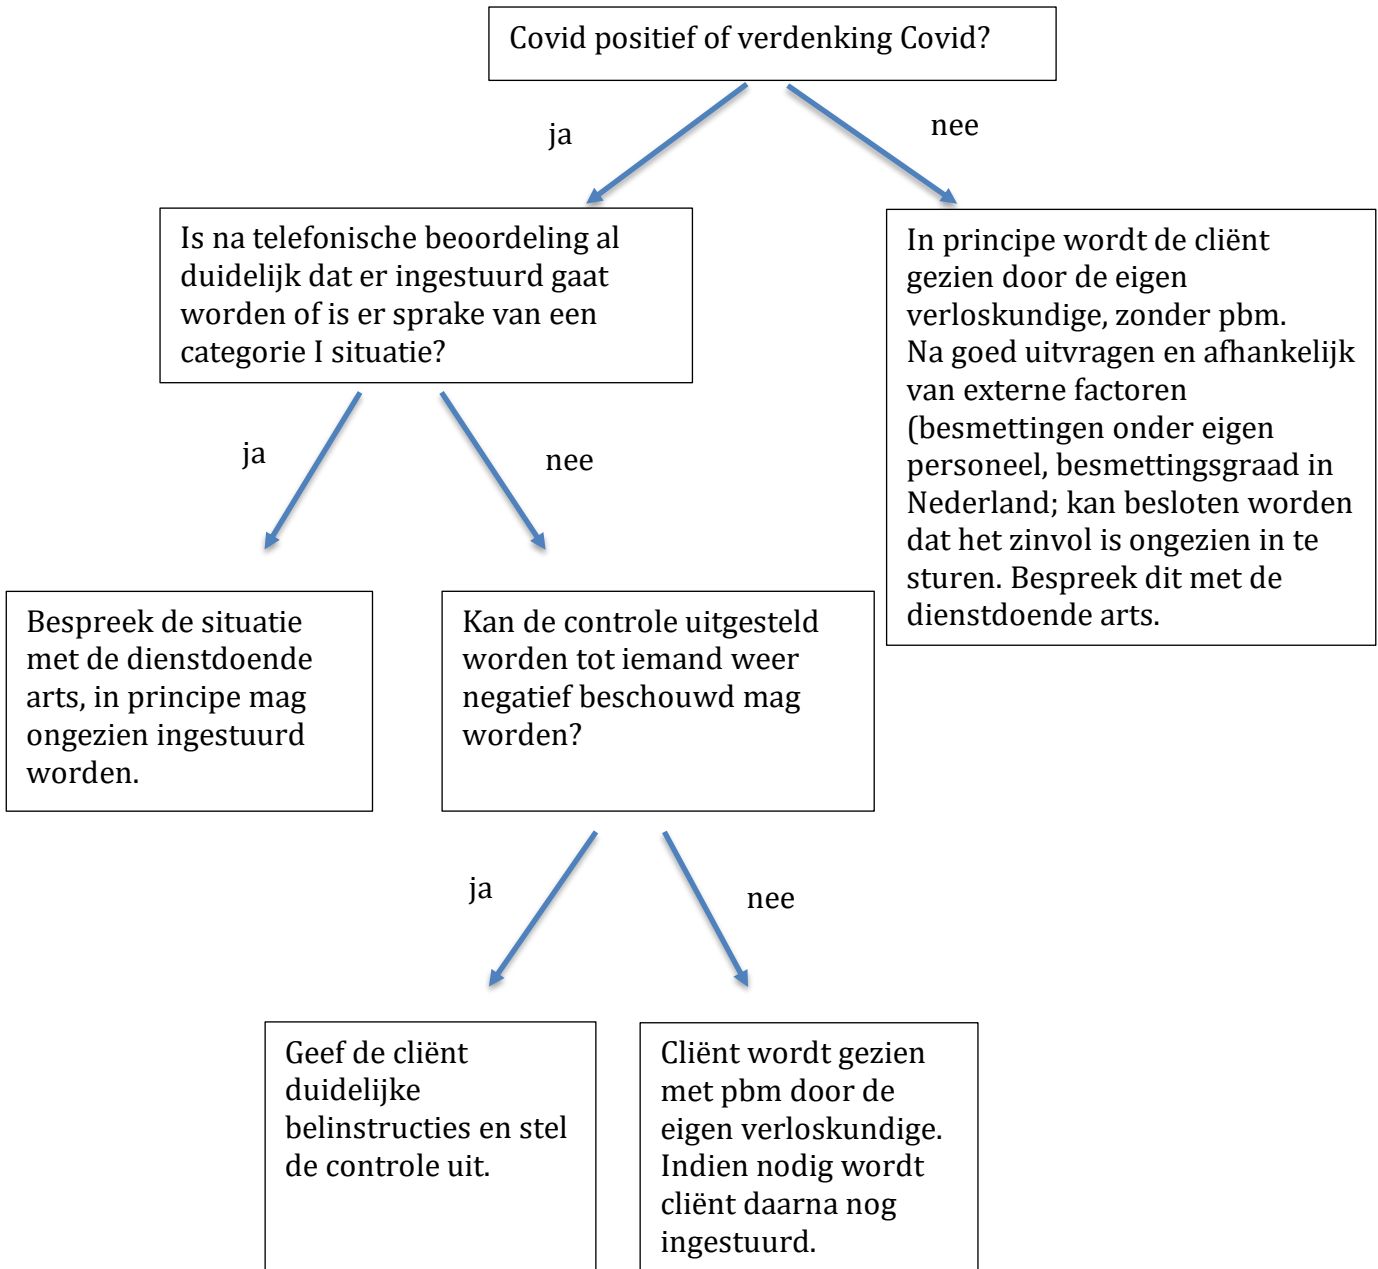 Covid positief of verdenking Covid?
ja
nee
Is na telefonische beoordeling al
duidelijk dat er ingestuurd gaat
worden of is er sprake van een
categorie I situatie?
In principe wordt de cliënt
gezien door de eigen
verloskundige, zonder pbm.
Na goed uitvragen en afhankelijk
van externe factoren
(besmettingen onder eigen
personeel, besmettingsgraad in
Nederland; kan besloten worden
dat het zinvol is ongezien in te
sturen. Bespreek dit met de
dienstdoende arts.
ja
nee
Bespreek de situatie
met de dienstdoende
arts, in principe mag
ongezien ingestuurd
worden.
Kan de controle uitgesteld
worden tot iemand weer
negatief beschouwd mag
worden?
ja
nee
Geef de cliënt
duidelijke
belinstructies en stel
de controle uit.
Cliënt wordt gezien
met pbm door de
eigen verloskundige.
Indien nodig wordt
cliënt daarna nog
ingestuurd.